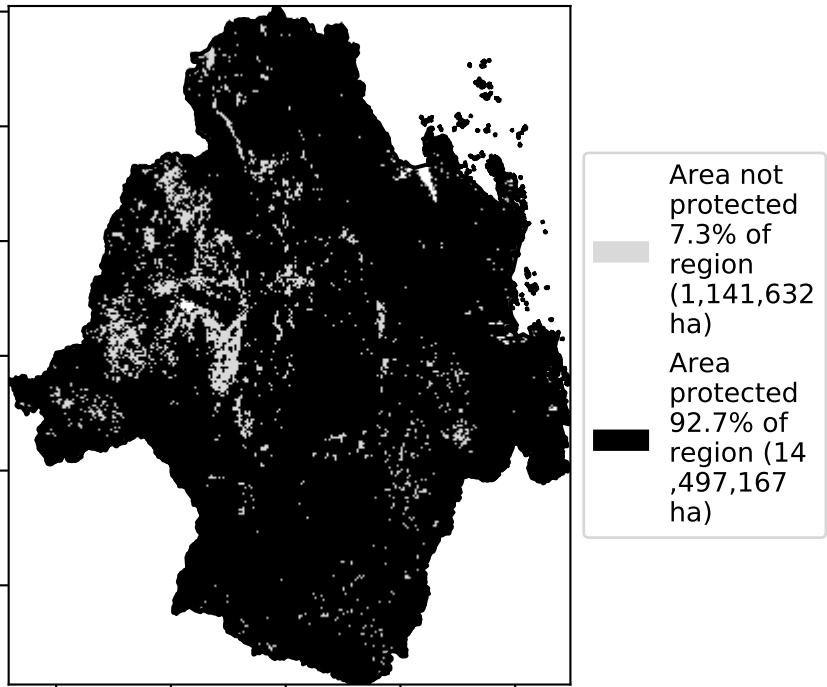 Area not
protected
7.3% of
region
(1,141,632
ha)
Area
protected
92.7% of
region (14
,497,167
ha)